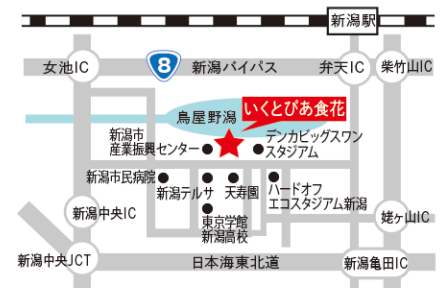 新潟駅
女池IC
8
新潟バイパス
弁天IC
柴竹山IC
鳥屋野潟
いくとぴあ食花
新潟市
産業振興センター
デンカビッグスワン
スタジアム
新潟市民病院
新潟テルサ
天寿園
ハードオフ
エコスタジアム新潟
新潟中央IC
東京学館
新潟高校
姥ヶ山IC
新潟中央JCT
日本海東北道
新潟亀田IC